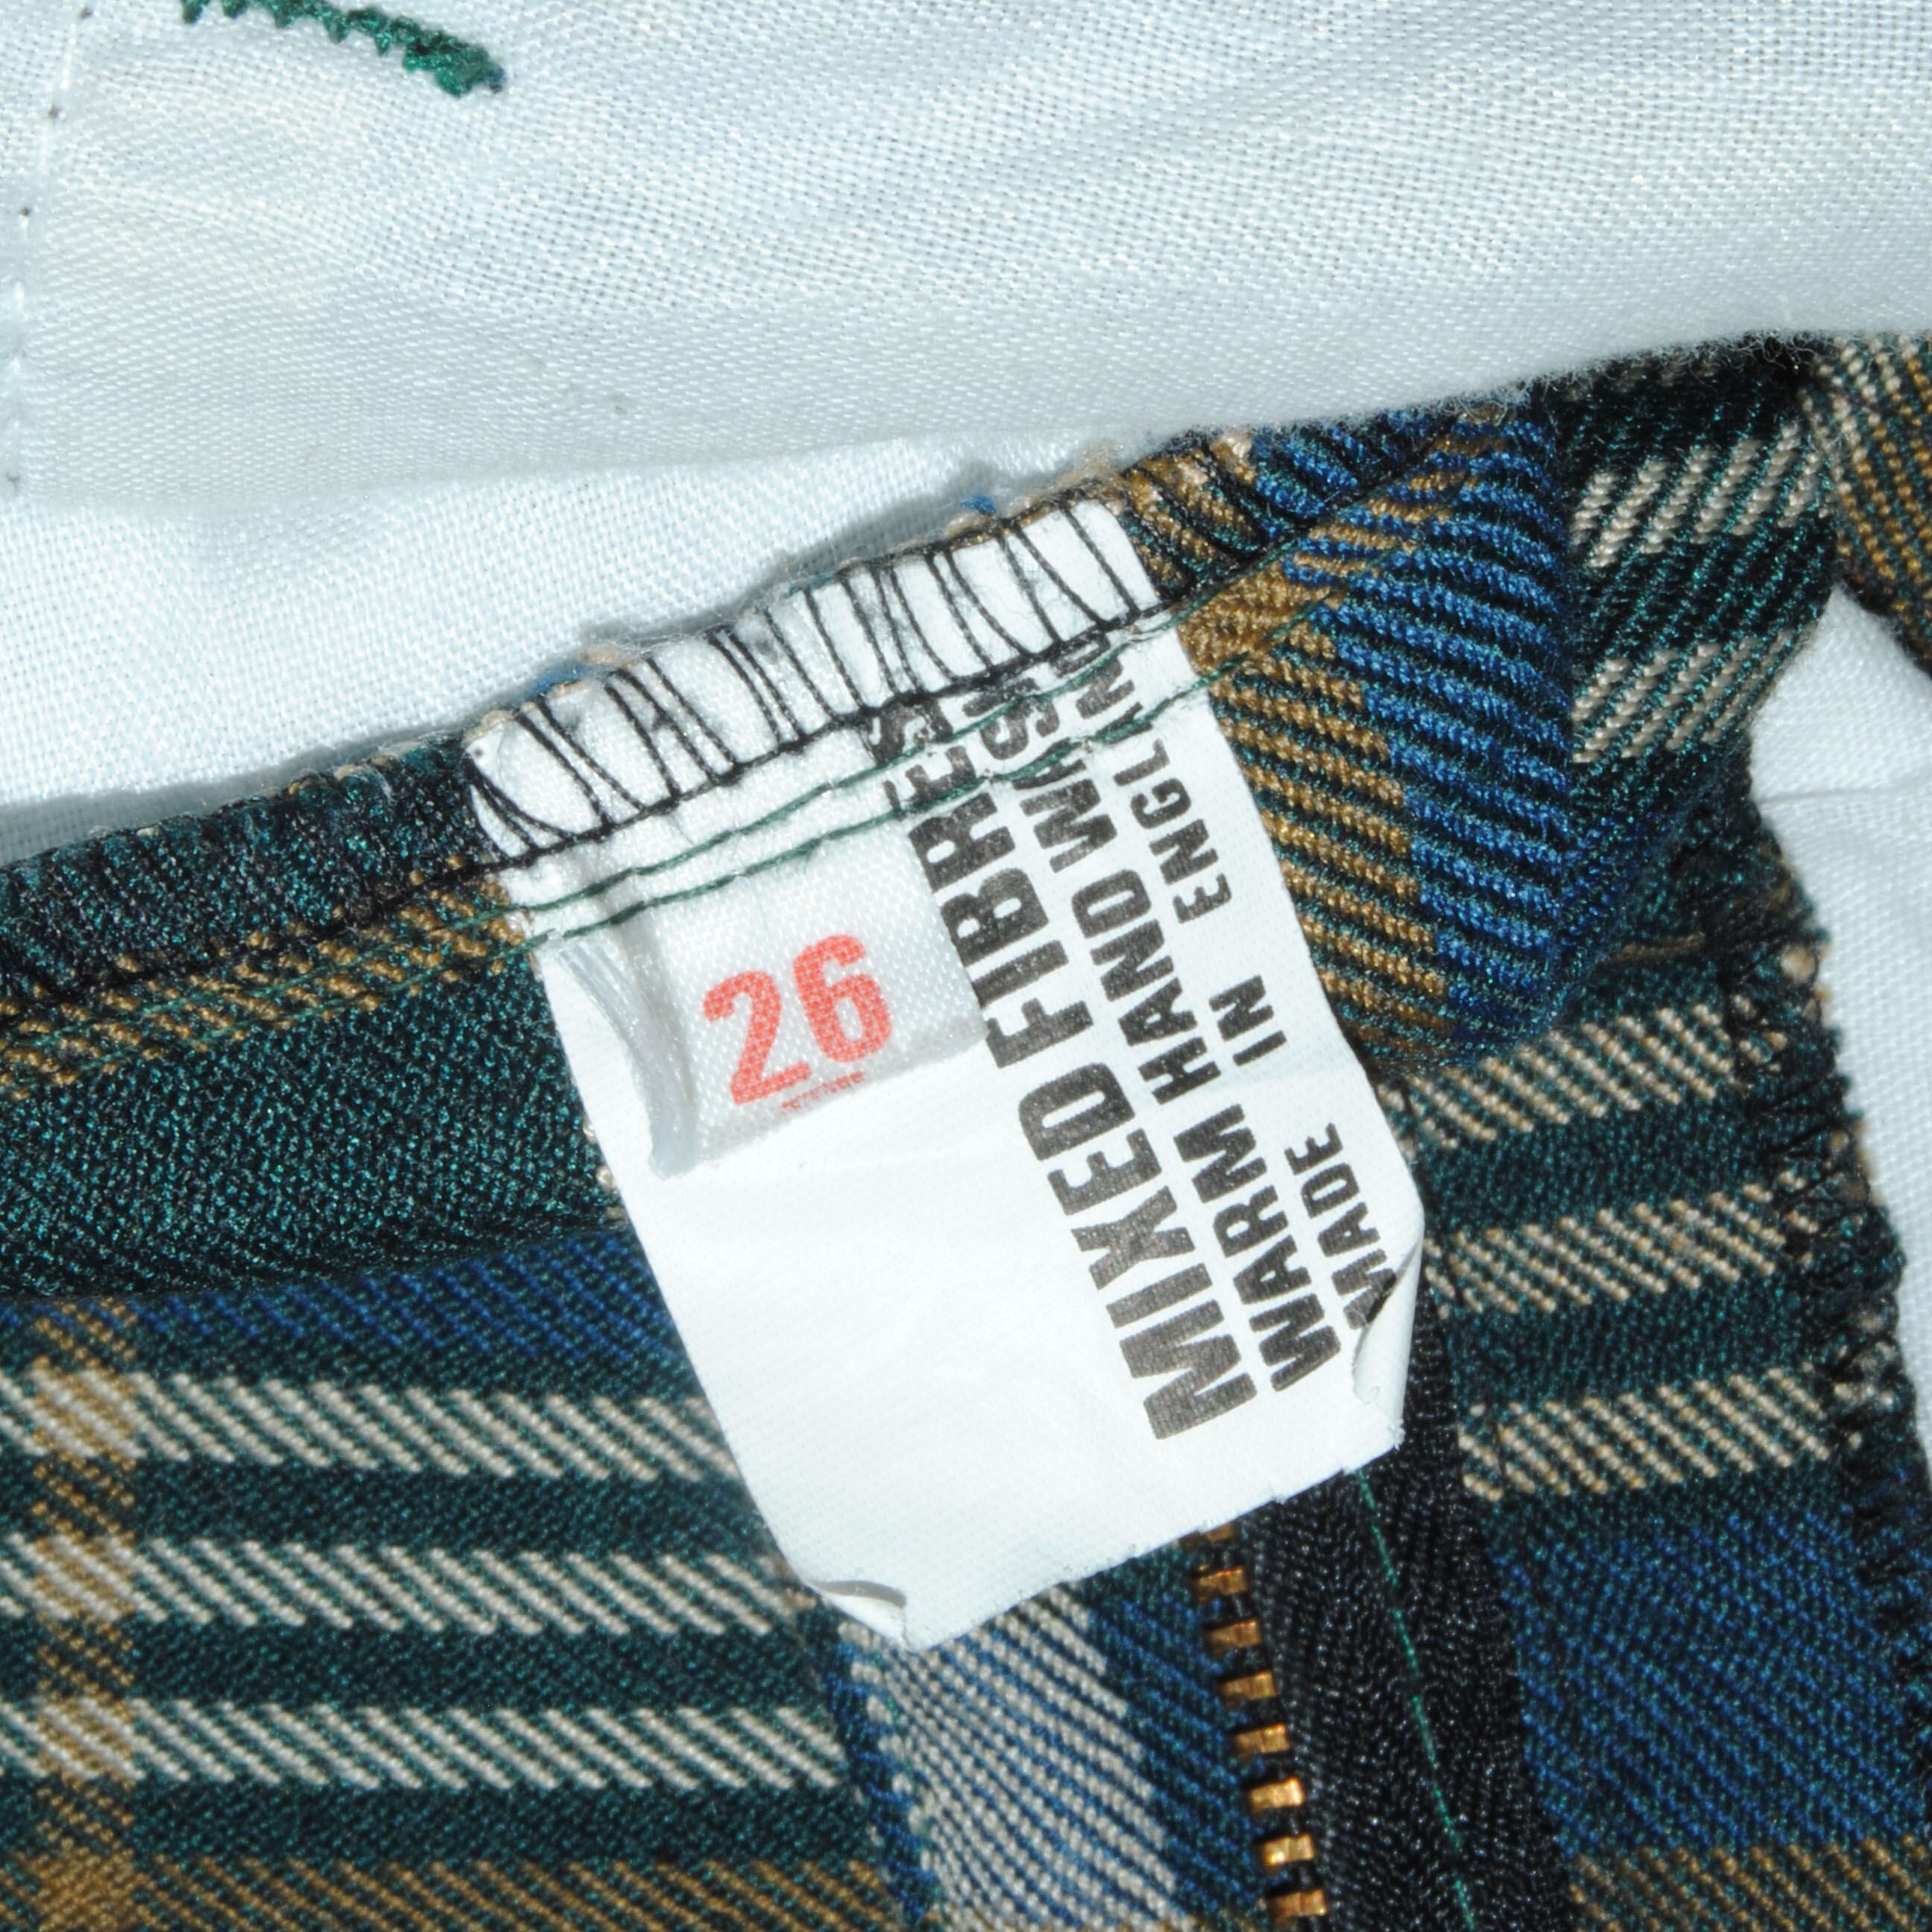 26
MIXED FIBRES
WARM HAND WASH
MADE IN ENGLAND